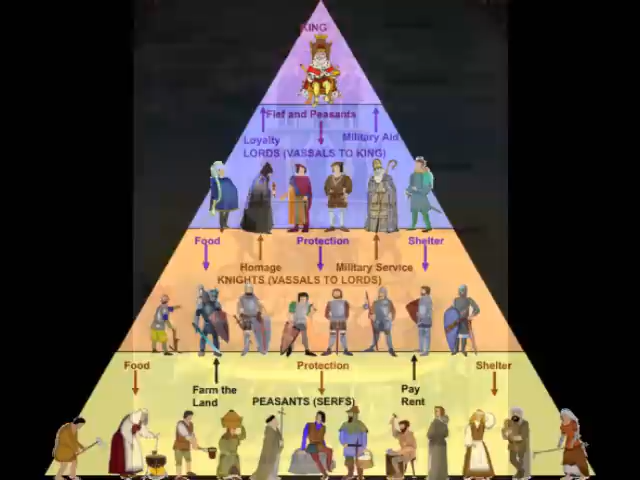 KING
Fief and Peasants
Loyalty
Military Aid
LORDS (VASSALS TO KING)
Food
Protection
Shelter
Homage
Military Service
KNIGHTS (VASSALS TO LORDS)
Food
Protection
Shelter
Farm the
Land
PEASANTS (SERFS)
Pay
Rent